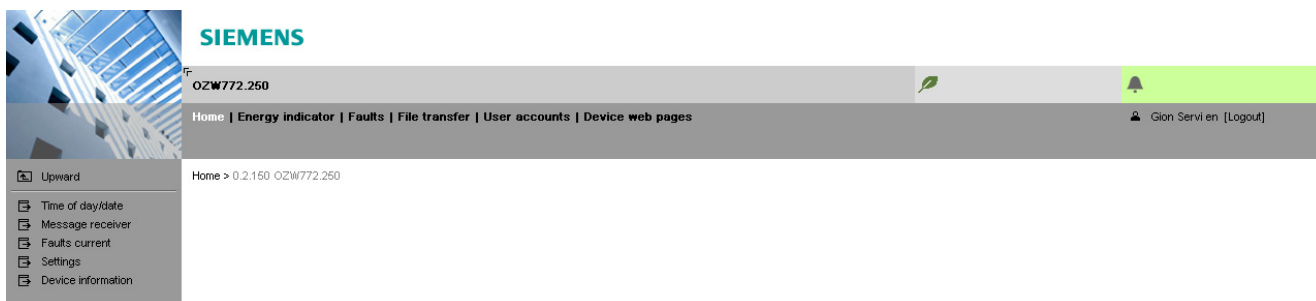 SIEMENS
OZW772.250
Home | Energy indicator | Faults | File transfer | User accounts | Device web pages
Gion Servi en [Logout]
Upward
Home > 0.2.150 OZW772.250
Time of day/date
Message receiver
Faults current
Settings
Device information